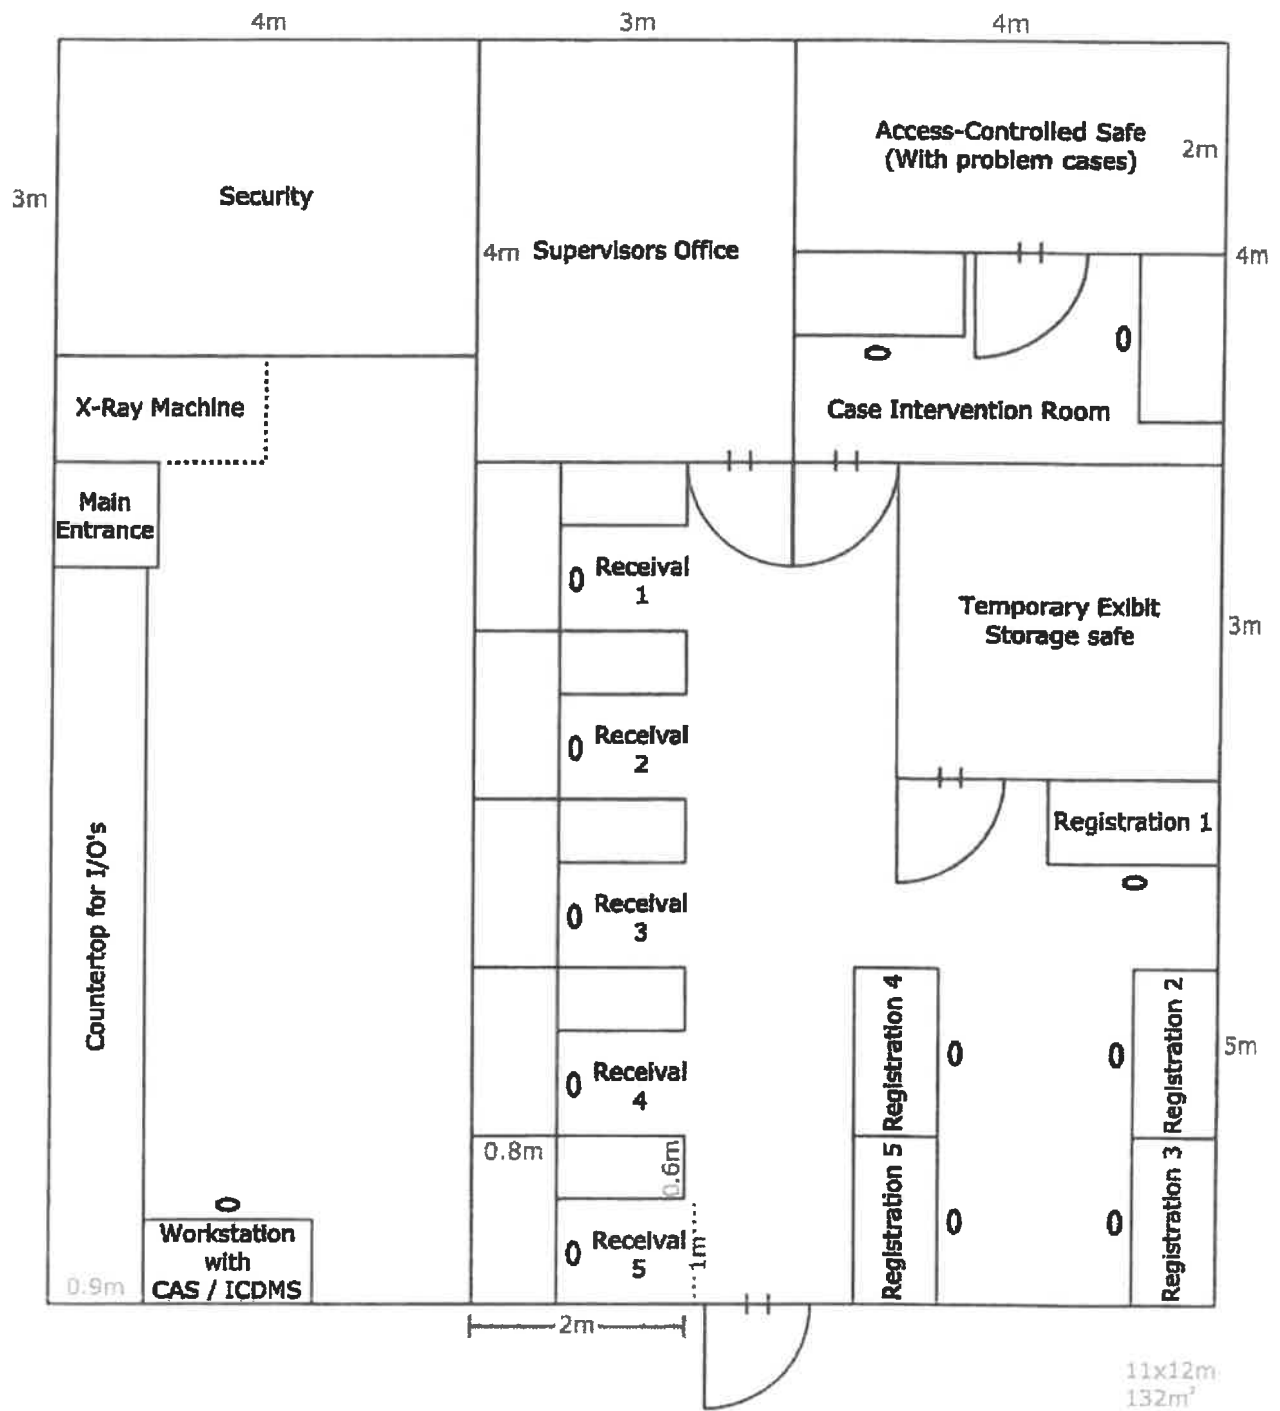 4m
3m
4m
Access-Controlled Safe
(With problem cases)
2m
3m
Security
4m
Supervisors Office
4m
X-Ray Machine
Case Intervention Room
Main
Entrance
Receival
1
Temporary Exibit
Storage safe
3m
Receival
2
Registration 1
Countertop for I/O's
Receival
3
Registration 4
Registration 2
5m
Receival
4
0.8m
0.6m
Registration 5
Registration 3
Workstation
with
CAS / ICDMS
Receival
5
1m
0.9m
2m
11x12m
132m²